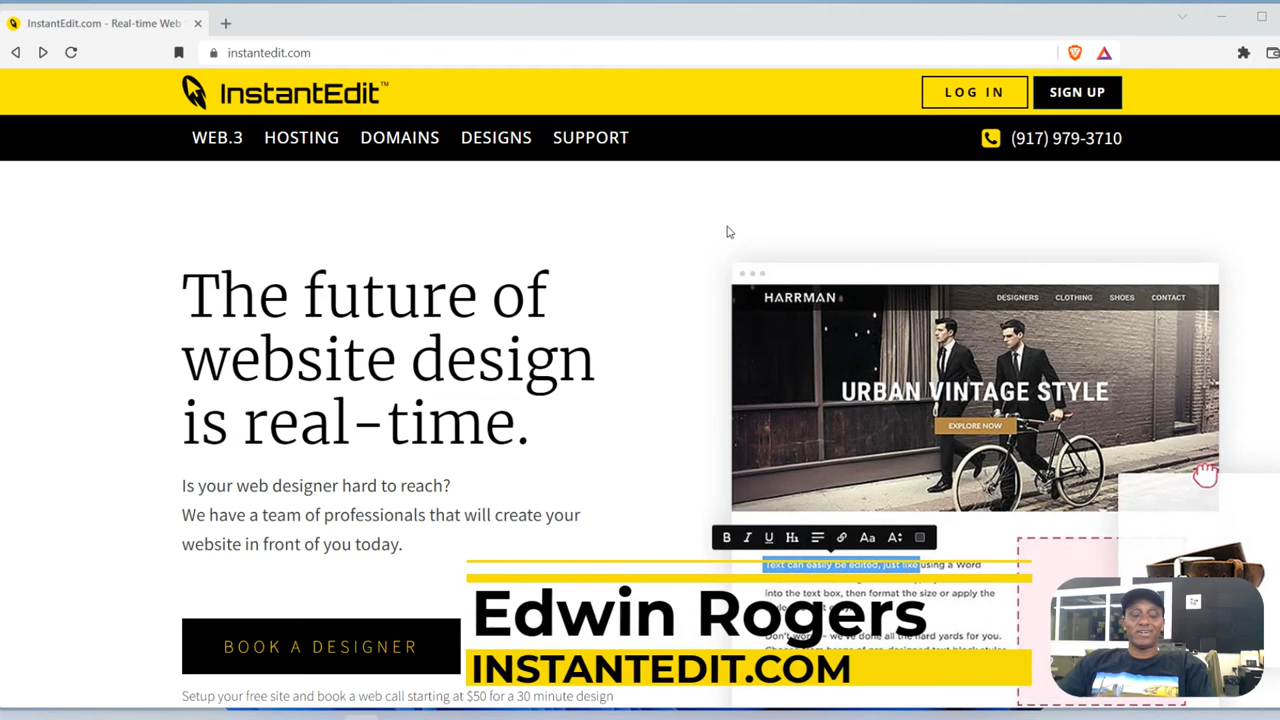 InstantEdit.com - Real-time Web
instantedit.com
InstantEdit™
LOG IN
SIGN UP
WEB.3 HOSTING DOMAINS DESIGNS SUPPORT
(917) 979-3710
The future of
website design
is real-time.
Is your web designer hard to reach?
We have a team of professionals that will create your
website in front of you today.
BOOK A DESIGNER
Setup your free site and book a web call starting at $50 for a 30 minute design
HARRMAN
DESIGNERS CLOTHING SHOES CONTACT
URBAN VINTAGE STYLE
EXPLORE NOW
B I U H1 Aa A
Text can easily be edited, just like using a Word
into the text box, then format the size or apply the
Don't worry – we've done all the hard yards for you.
Edwin Rogers
INSTANTEDIT.COM